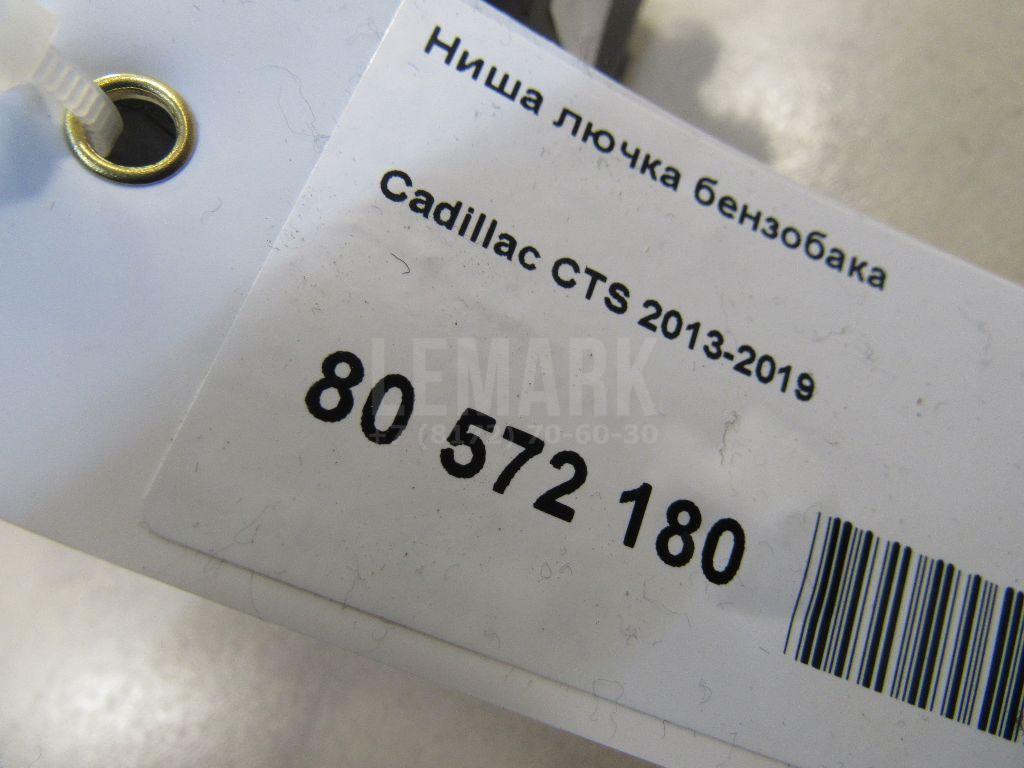 Ниша лючка бензобака
Cadillac CTS 2013-2019
LEMARK
80 572 180